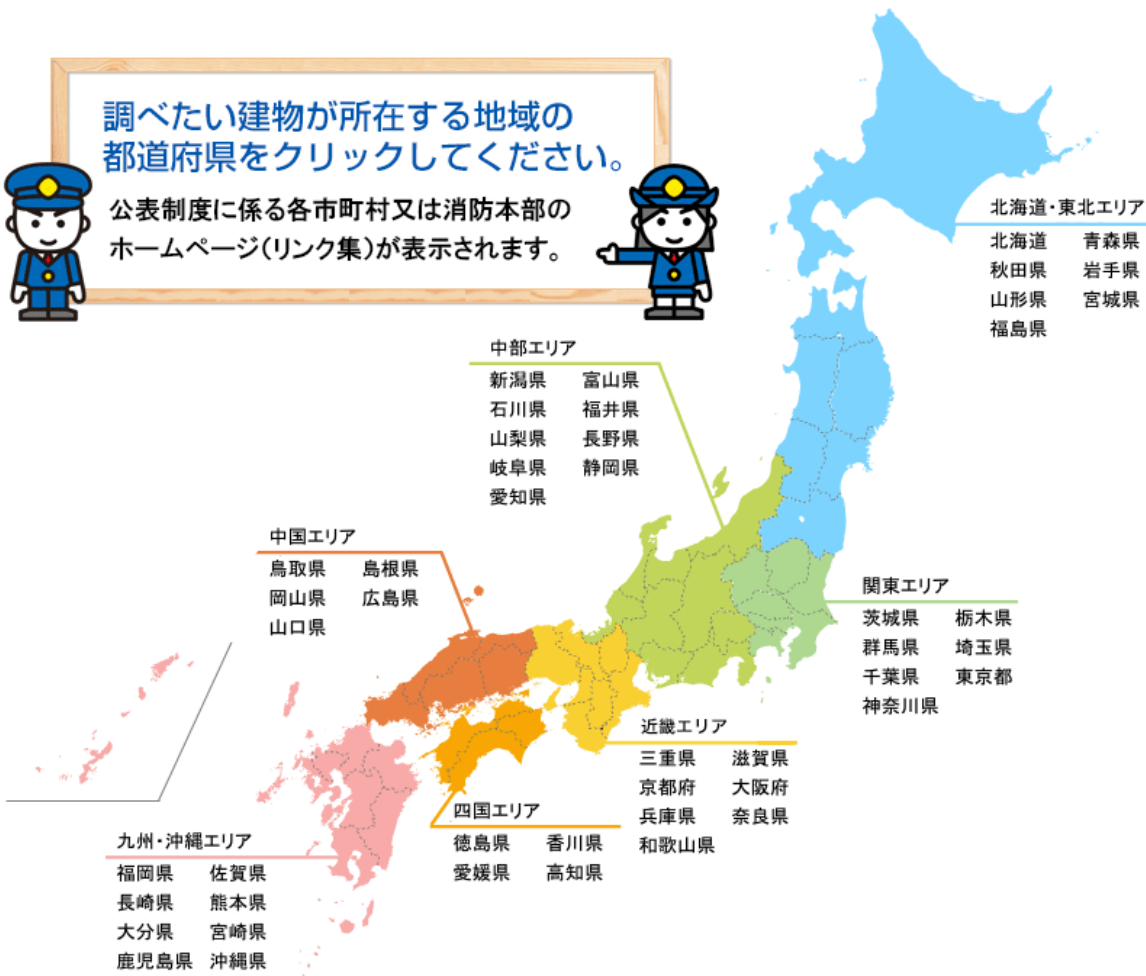 調べたい建物が所在する地域の
都道府県をクリックしてください。
公表制度に係る各市町村又は消防本部の
ホームページ(リンク集)が表示されます。
北海道・東北エリア
北海道 青森県
秋田県 岩手県
山形県 宮城県
福島県
中部エリア
新潟県 富山県
石川県 福井県
山梨県 長野県
岐阜県 静岡県
愛知県
中国エリア
鳥取県 島根県
岡山県 広島県
山口県
関東エリア
茨城県 栃木県
群馬県 埼玉県
千葉県 東京都
神奈川県
近畿エリア
三重県 滋賀県
京都府 大阪府
兵庫県 奈良県
和歌山県
四国エリア
徳島県 香川県
愛媛県 高知県
九州・沖縄エリア
福岡県 佐賀県
長崎県 熊本県
大分県 宮崎県
鹿児島県 沖縄県